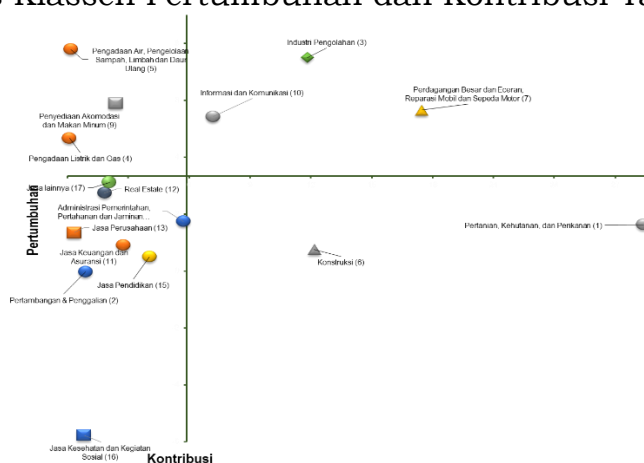 Klassen Pertumbuhan dan Kontribusi
Industri Pengolahan (3)
Pengadaan Air, Pengelolaan
Sampah, Limbah dan Daur
Ulang (5)
Informasi dan Komunikasi (10)
Perdagangan Besar dan Eceran,
Reparasi Mobil dan Sepeda Motor (7)
Penyediaan Akomodasi
dan Makan Minum (9)
Pengadaan Listrik dan Gas (4)
Jasa lainnya (17)
Real Estate (12)
Administrasi Pemerintahan,
Pertahanan dan Jaminan...
Pertanian, Kehutanan, dan Perikanan (1)
Jasa Perusahaan (13)
Pertumbuhan
Jasa Keuangan dan
Asuransi (11)
Konstruksi (6)
Jasa Pendidikan (15)
Pertambangan & Penggalian (2)
Jasa Kesehatan dan Kegiatan
Sosial (16)
Kontribusi